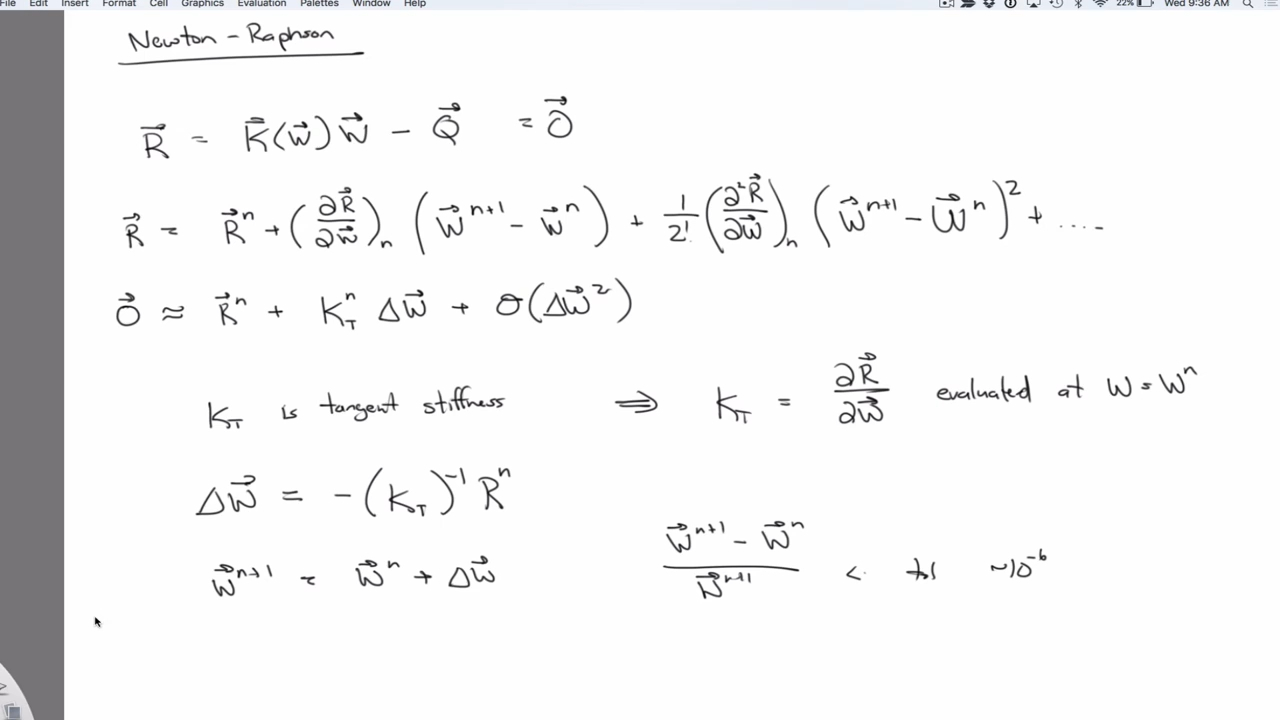 File Edit Insert Format Cell Graphics Evaluation Palettes Window Help 22% Wed 9:36 AM
Newton - Raphson
R⃗ = K̄(w⃗)w⃗ - Q⃗ = 0⃗
R⃗ = R⃗ⁿ + (∂R⃗/∂w⃗)ₙ (w⃗ⁿ⁺¹ - w⃗ⁿ) + 1/2! (∂²R⃗/∂w⃗)ₙ (w⃗ⁿ⁺¹ - w⃗ⁿ)² + ....
0⃗ ≈ R⃗ⁿ + K_Tⁿ Δw⃗ + O(Δw⃗²)
K_T is tangent stiffness ⇒ K_T = ∂R⃗/∂w⃗ evaluated at w = wⁿ
Δw⃗ = -(K_T)⁻¹ Rⁿ
w⃗ⁿ⁺¹ = w⃗ⁿ + Δw⃗ (w⃗ⁿ⁺¹ - w⃗ⁿ)/w⃗ⁿ⁺¹ < tol ~10⁻⁶